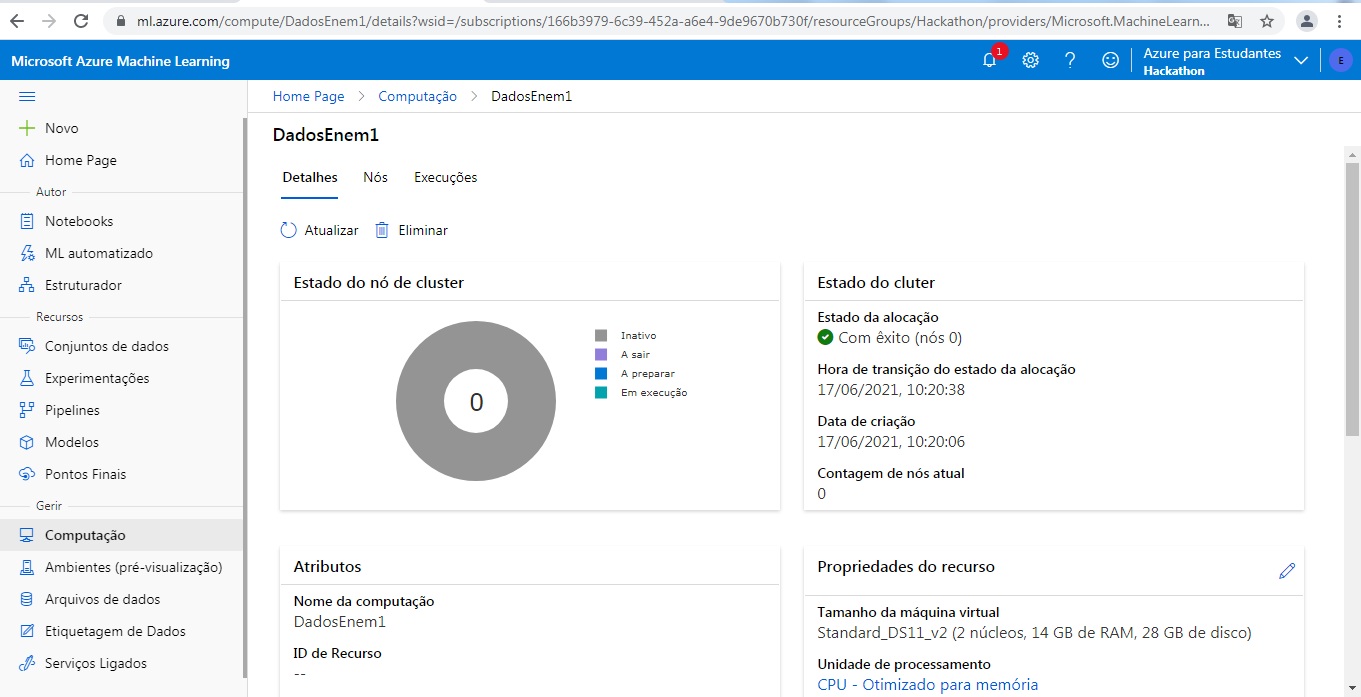 ml.azure.com/compute/DadosEnem1/details?wsid=/subscriptions/166b3979-6c39-452a-a6e4-9de9670b730f/resourceGroups/Hackathon/providers/Microsoft.MachineLearn...
Microsoft Azure Machine Learning
1
Azure para Estudantes
Hackathon
E
Home Page > Computação > DadosEnem1
Novo
Home Page
Autor
Notebooks
ML automatizado
Estruturador
Recursos
Conjuntos de dados
Experimentações
Pipelines
Modelos
Pontos Finais
Gerir
Computação
Ambientes (pré-visualização)
Arquivos de dados
Etiquetagem de Dados
Serviços Ligados
DadosEnem1
Detalhes Nós Execuções
Atualizar Eliminar
Estado do nó de cluster
0
Inativo
A sair
A preparar
Em execução
Estado do cluter
Estado da alocação
Com êxito (nós 0)
Hora de transição do estado da alocação
17/06/2021, 10:20:38
Data de criação
17/06/2021, 10:20:06
Contagem de nós atual
0
Atributos
Nome da computação
DadosEnem1
ID de Recurso
--
Propriedades do recurso
Tamanho da máquina virtual
Standard_DS11_v2 (2 núcleos, 14 GB de RAM, 28 GB de disco)
Unidade de processamento
CPU - Otimizado para memória